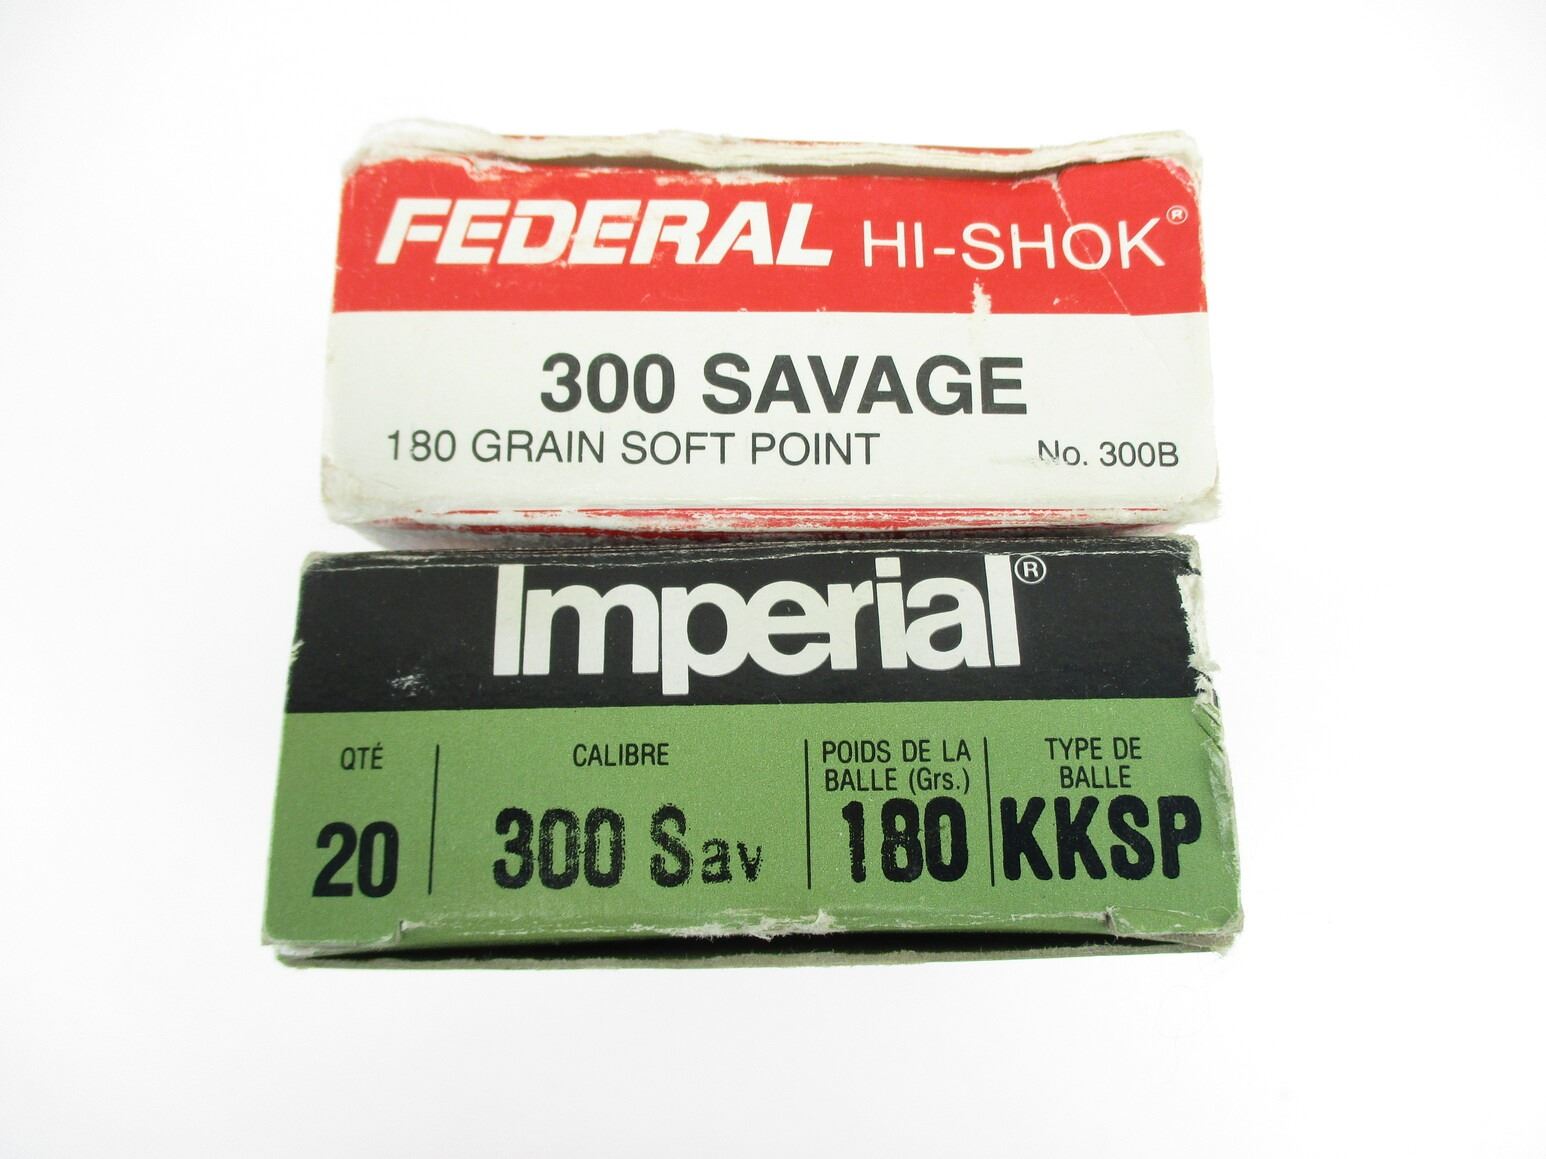 FEDERAL HI-SHOK®
300 SAVAGE
180 GRAIN SOFT POINT No. 300B
Imperial®
QTÉ
20
CALIBRE
300 Sav
POIDS DE LA
BALLE (Grs.)
180
TYPE DE
BALLE
KKSP